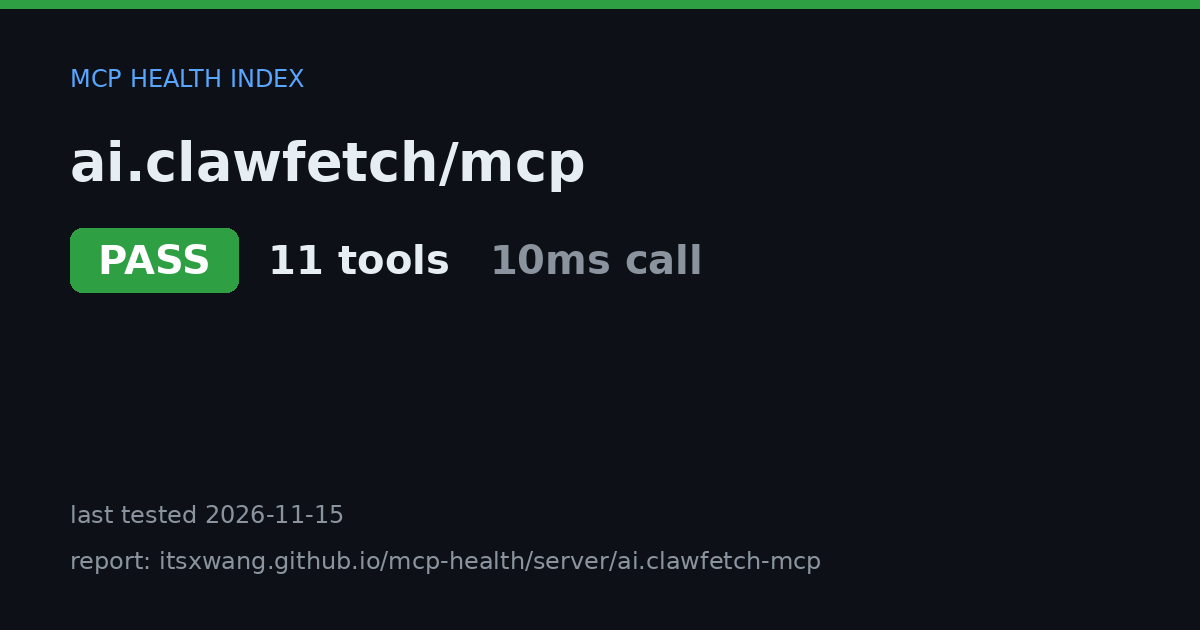 MCP HEALTH INDEX
ai.clawfetch/mcp
PASS 11 tools 10ms call
last tested 2026-11-15
report: itsxwang.github.io/mcp-health/server/ai.clawfetch-mcp